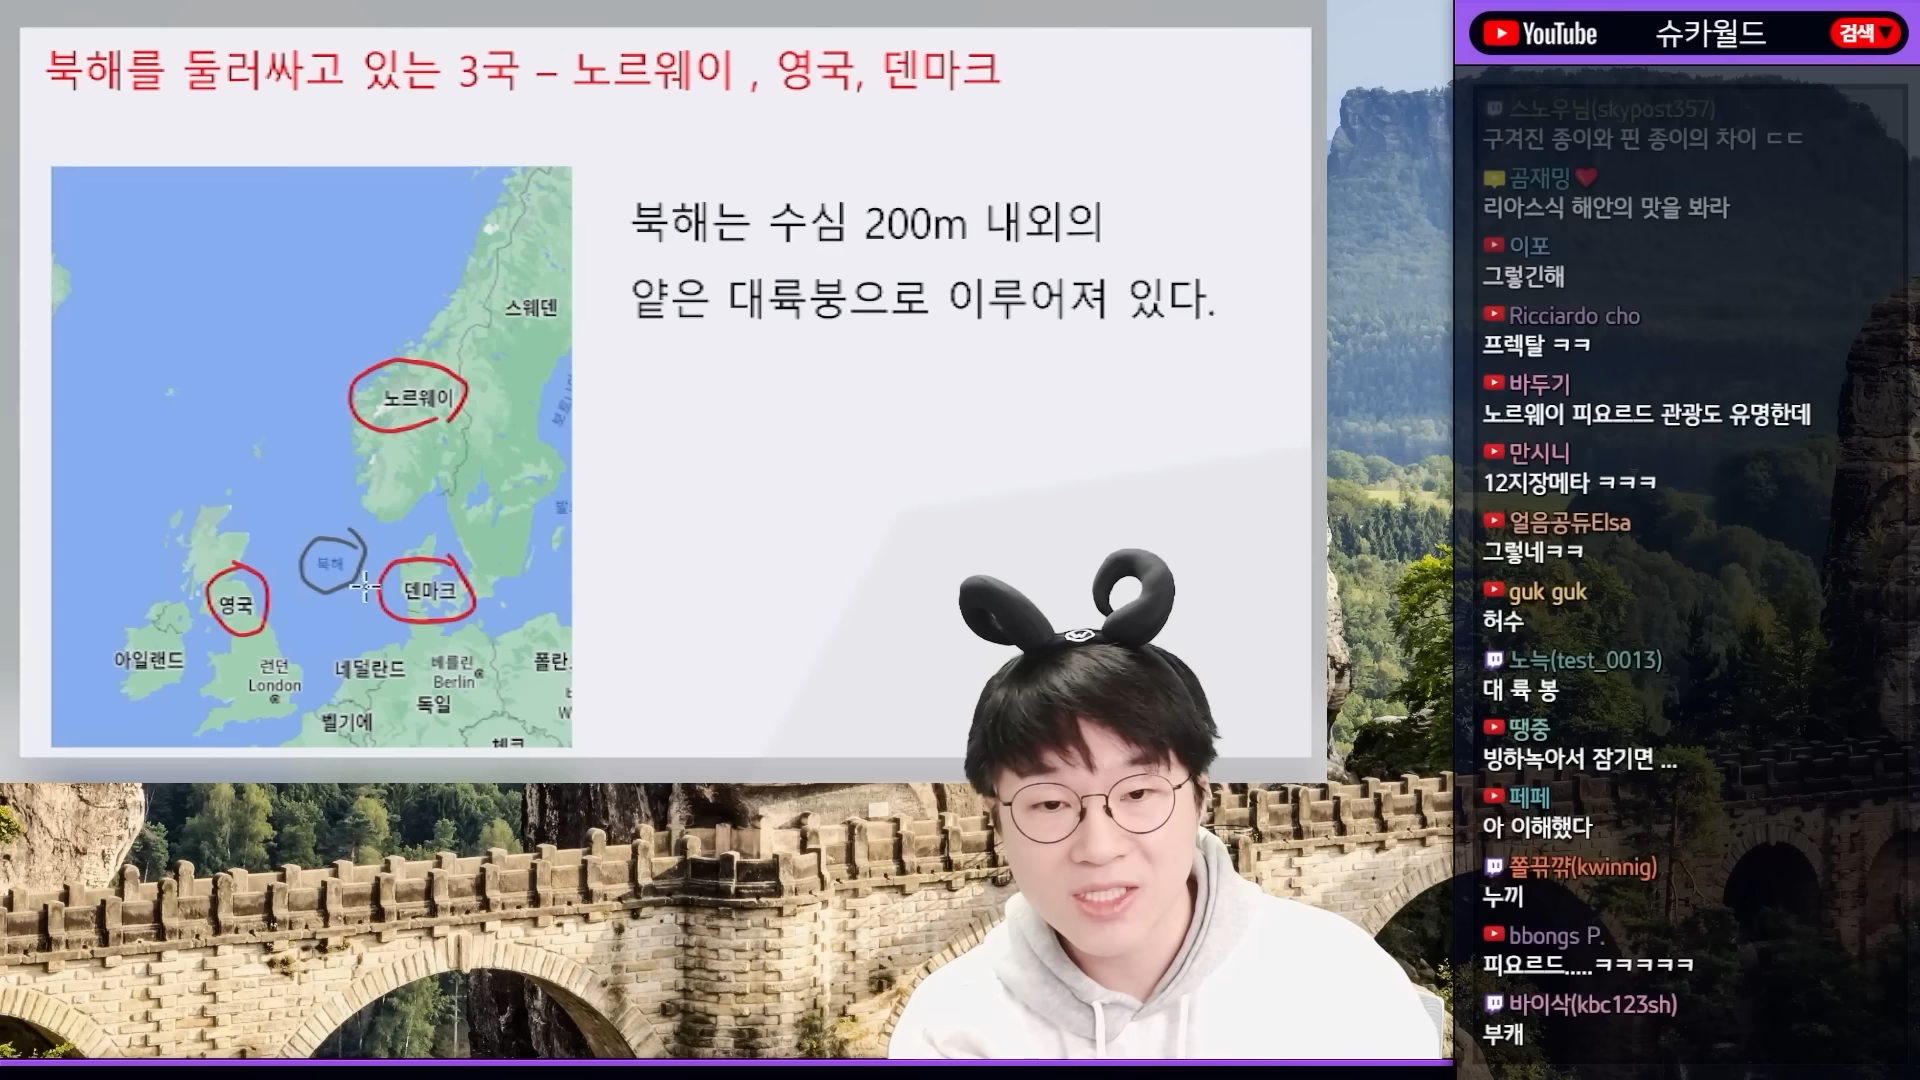 북해를 둘러싸고 있는 3국 – 노르웨이 , 영국, 덴마크
북해는 수심 200m 내외의
얕은 대륙붕으로 이루어져 있다.
스웨덴
노르웨이
북해
덴마크
영국
아일랜드
런던
London
네덜란드
베를린
Berlin
독일
폴란
벨기에
체코
YouTube 슈카월드 검색
스노우님(skypost357)
구겨진 종이와 핀 종이의 차이 ㄷㄷ
곰재밍
리아스식 해안의 맛을 봐라
이포
그렇긴해
Ricciardo cho
프렉탈 ㅋㅋ
바두기
노르웨이 피요르드 관광도 유명한데
만시니
12지장메타 ㅋㅋㅋ
얼음공듀Elsa
그렇네ㅋㅋ
guk guk
허수
노늑(test_0013)
대 륙 봉
땡중
빙하녹아서 잠기면 ...
페페
아 이해했다
쫄뀨꺍(kwinnig)
누끼
bbongs P.
피요르드.....ㅋㅋㅋㅋㅋ
바이삭(kbc123sh)
부캐